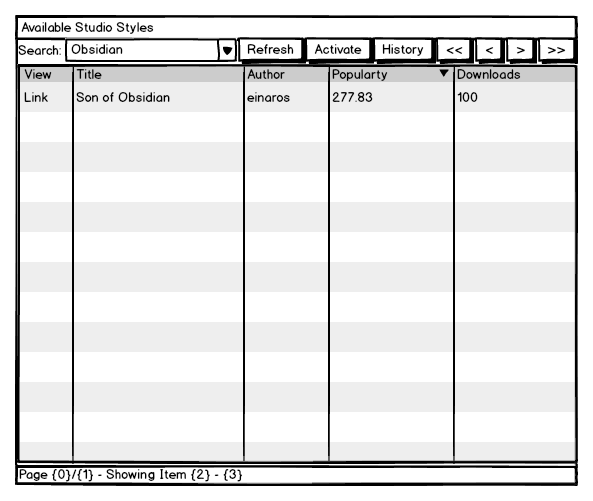 Available Studio Styles
Search: Obsidian Refresh Activate History << < > >>
View Title Author Popularty Downloads
Link Son of Obsidian einaros 277.83 100
Page {0}/{1} - Showing Item {2} - {3}